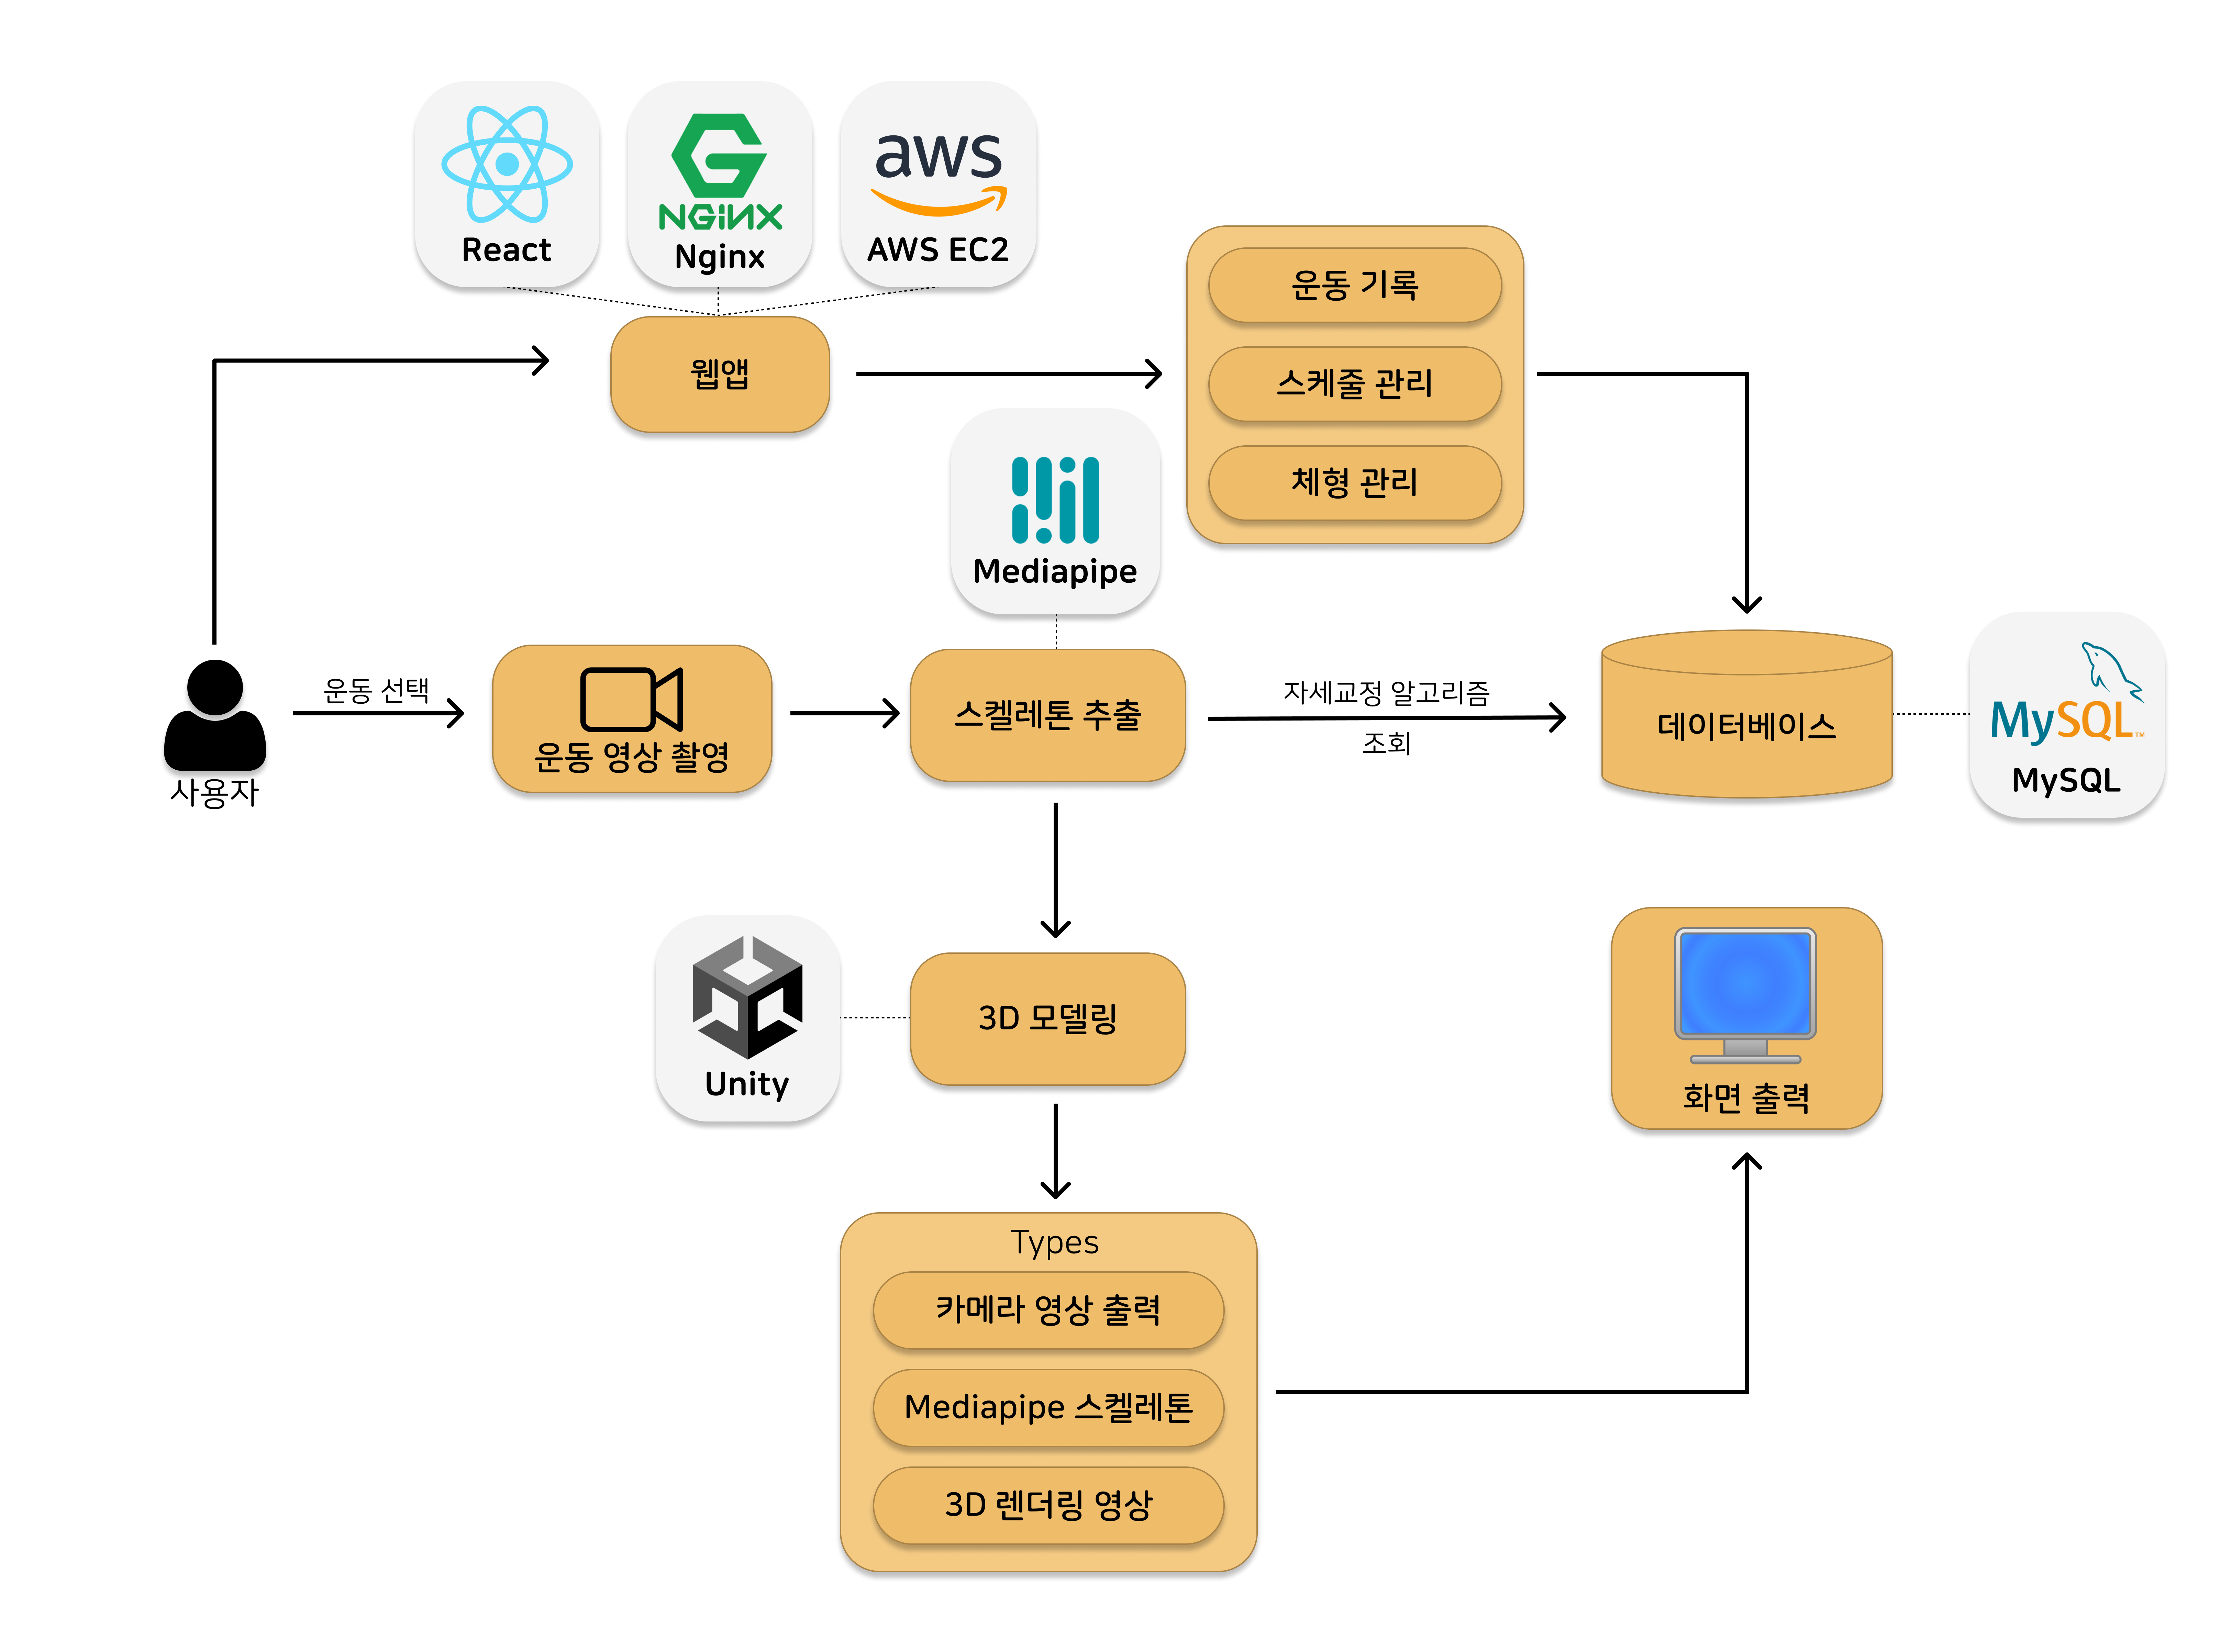 React
NGINX
Nginx
aws
AWS EC2
웹앱
운동 기록
스케줄 관리
체형 관리
Mediapipe
사용자
운동 선택
운동 영상 촬영
스켈레톤 추출
자세교정 알고리즘
조회
데이터베이스
MySQL™
MySQL
Unity
3D 모델링
화면 출력
Types
카메라 영상 출력
Mediapipe 스켈레톤
3D 렌더링 영상